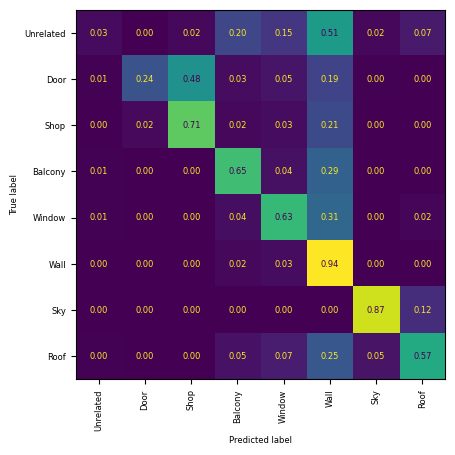 Unrelated 0.03 0.00 0.02 0.20 0.15 0.51 0.02 0.07
Door 0.01 0.24 0.48 0.03 0.05 0.19 0.00 0.00
Shop 0.00 0.02 0.71 0.02 0.03 0.21 0.00 0.00
Balcony 0.01 0.00 0.00 0.65 0.04 0.29 0.00 0.00
Window 0.01 0.00 0.00 0.04 0.63 0.31 0.00 0.02
Wall 0.00 0.00 0.00 0.02 0.03 0.94 0.00 0.00
Sky 0.00 0.00 0.00 0.00 0.00 0.00 0.87 0.12
Roof 0.00 0.00 0.00 0.05 0.07 0.25 0.05 0.57
True label
Unrelated Door Shop Balcony Window Wall Sky Roof
Predicted label